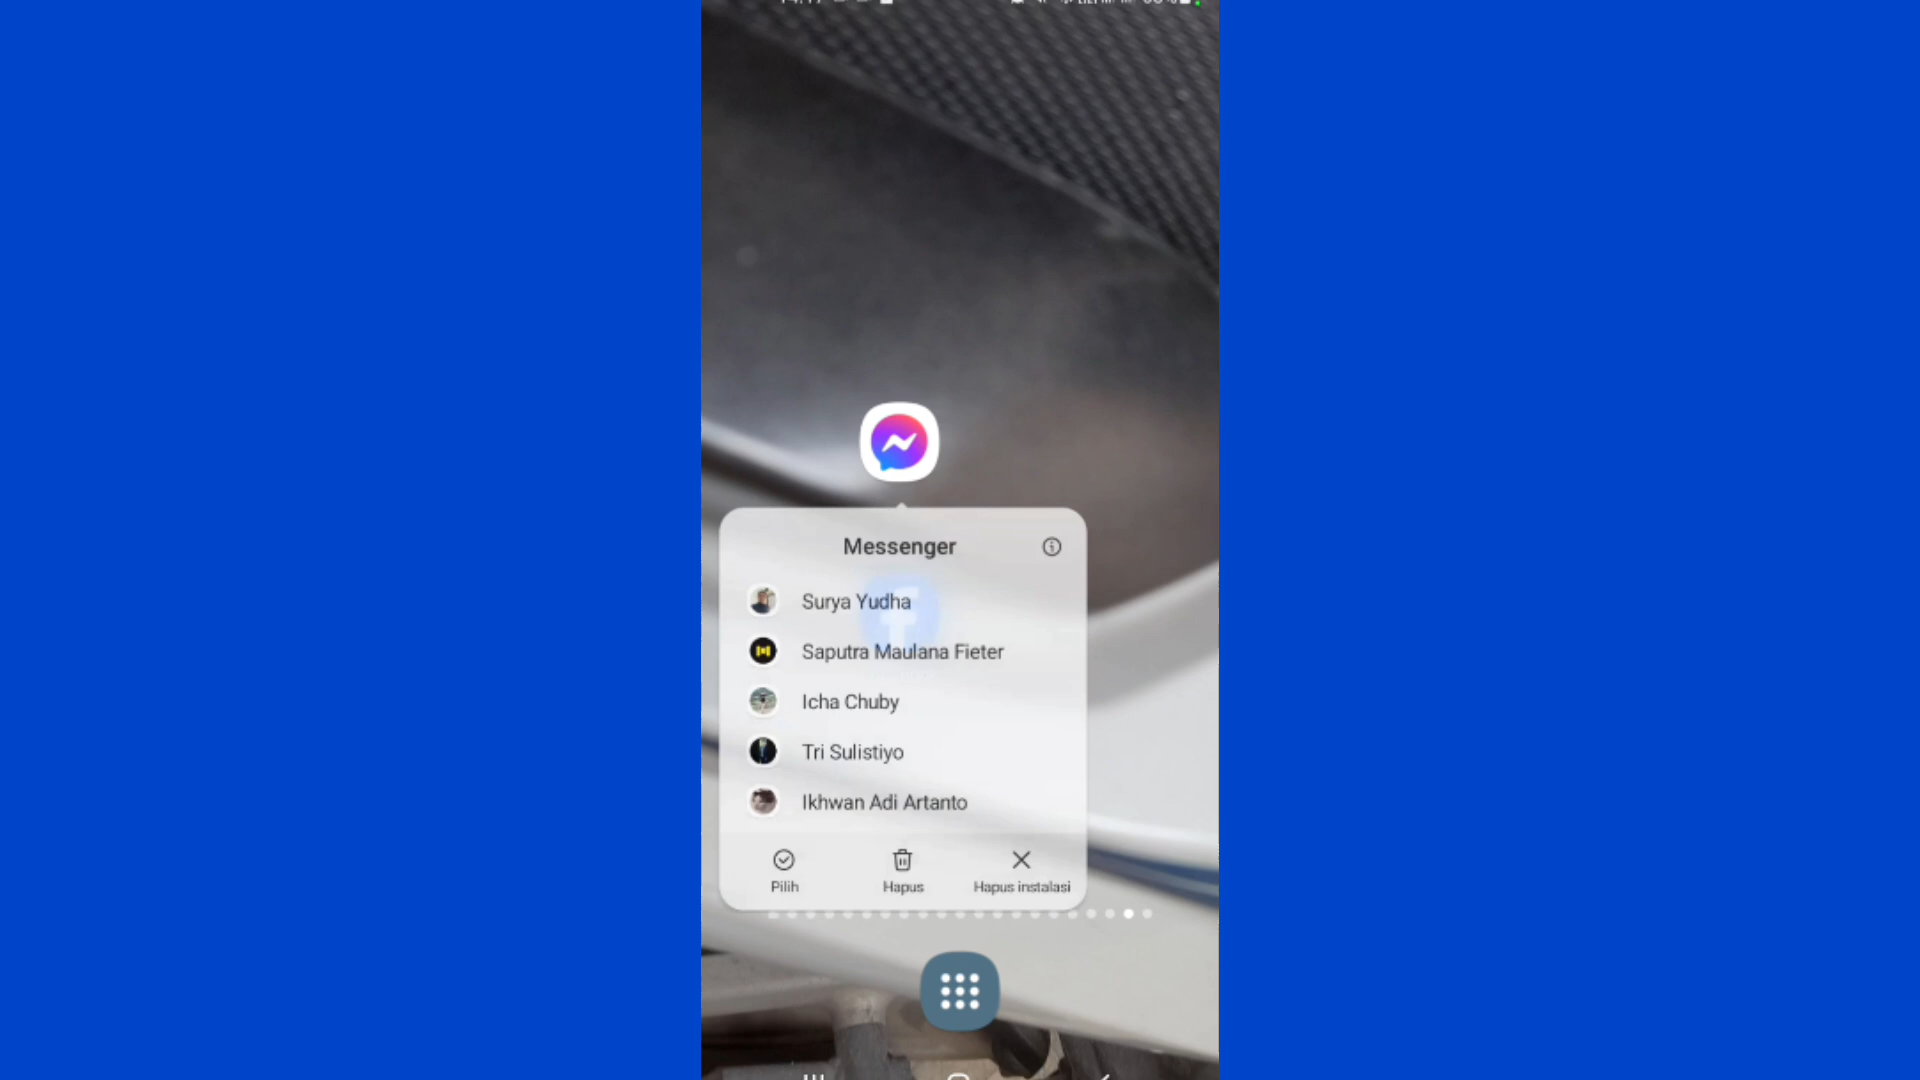 Messenger
Surya Yudha
Saputra Maulana Fieter
Icha Chuby
Tri Sulistiyo
Ikhwan Adi Artanto
Pilih
Hapus
Hapus instalasi